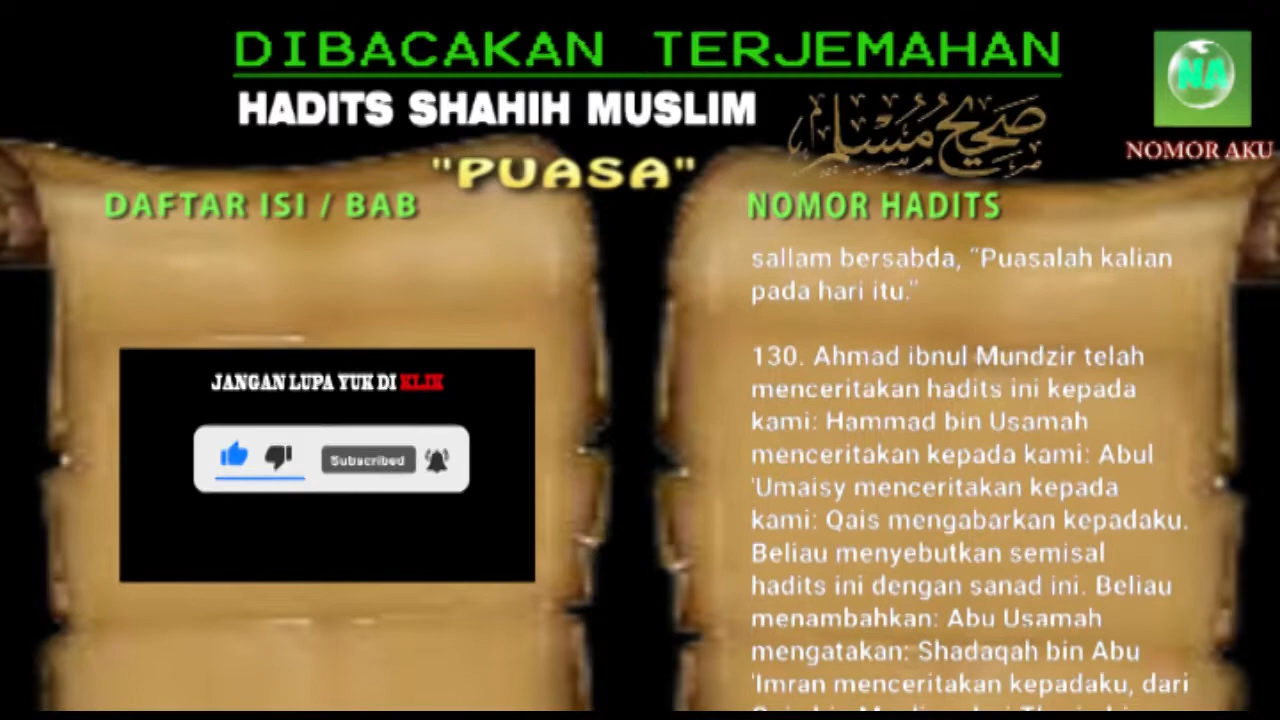 DIBACAKAN TERJEMAHAN
HADITS SHAHIH MUSLIM
صحيح مسلم
NA
NOMOR AKU
"PUASA"
DAFTAR ISI / BAB
JANGAN LUPA YUK DI KLIK
Subscribed
NOMOR HADITS
sallam bersabda, "Puasalah kalian
pada hari itu."
130. Ahmad ibnul Mundzir telah
menceritakan hadits ini kepada
kami: Hammad bin Usamah
menceritakan kepada kami: Abul
'Umaisy menceritakan kepada
kami: Qais mengabarkan kepadaku.
Beliau menyebutkan semisal
hadits ini dengan sanad ini. Beliau
menambahkan: Abu Usamah
mengatakan: Shadaqah bin Abu
'Imran menceritakan kepadaku, dari